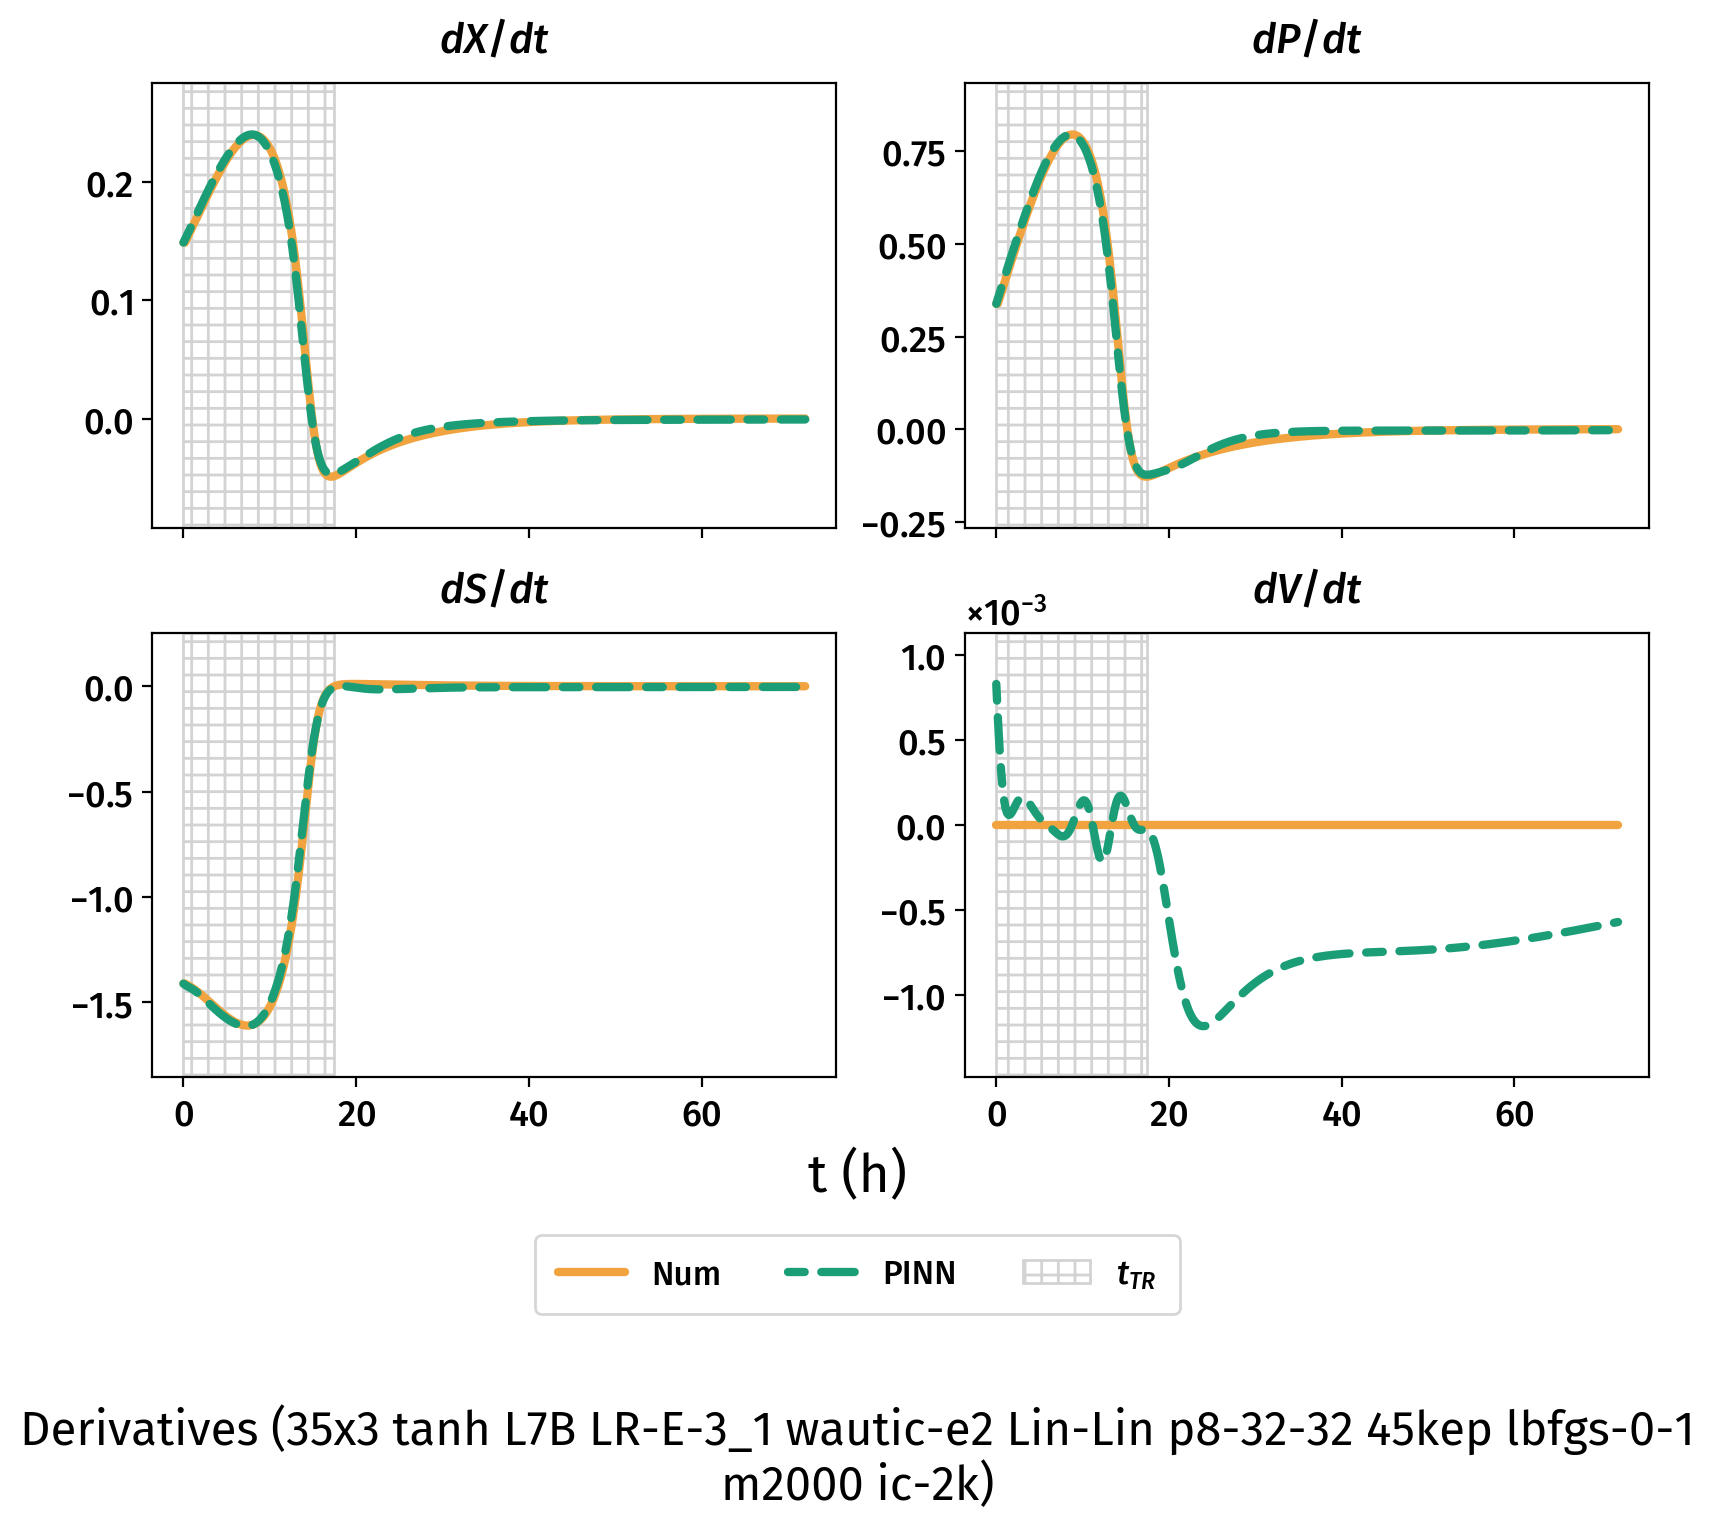 dX/dt
dP/dt
0.2
0.1
0.0
0.75
0.50
0.25
0.00
−0.25
dS/dt
dV/dt
×10⁻³
0.0
−0.5
−1.0
−1.5
1.0
0.5
0.0
−0.5
−1.0
0 20 40 60
0 20 40 60
t (h)
Num PINN t_TR
Derivatives (35x3 tanh L7B LR-E-3_1 wautic-e2 Lin-Lin p8-32-32 45kep lbfgs-0-1
m2000 ic-2k)